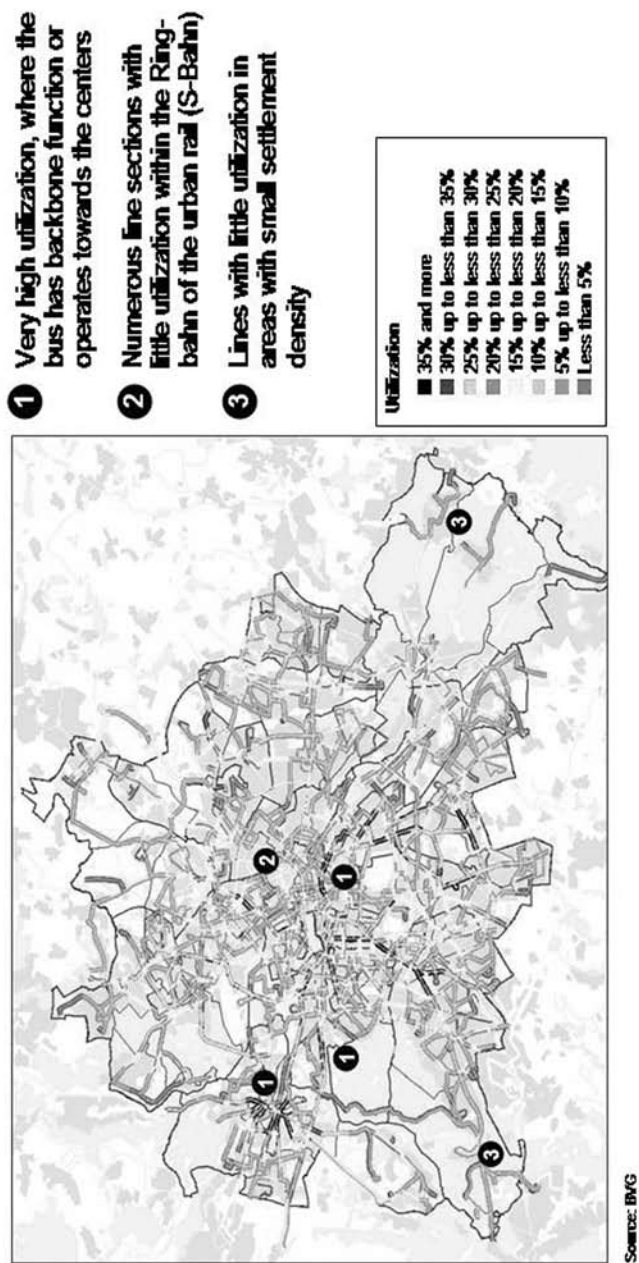 1 Very high utilization, where the
bus has backbone function or
operates towards the centers
2 Numerous line sections with
little utilization within the Ring-
bahn of the urban rail (S-Bahn)
3 Lines with little utilization in
areas with small settlement
density
Utilization
35% and more
30% up to less than 35%
25% up to less than 30%
20% up to less than 25%
15% up to less than 20%
10% up to less than 15%
5% up to less than 10%
Less than 5%
1
1
1
2
3
3
Source: BVG